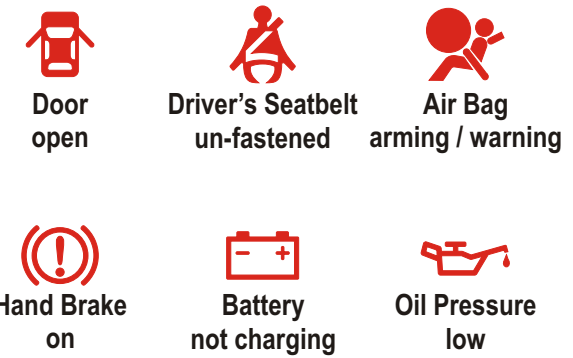 Door
open
Driver's Seatbelt
un-fastened
Air Bag
arming / warning
Hand Brake
on
Battery
not charging
Oil Pressure
low